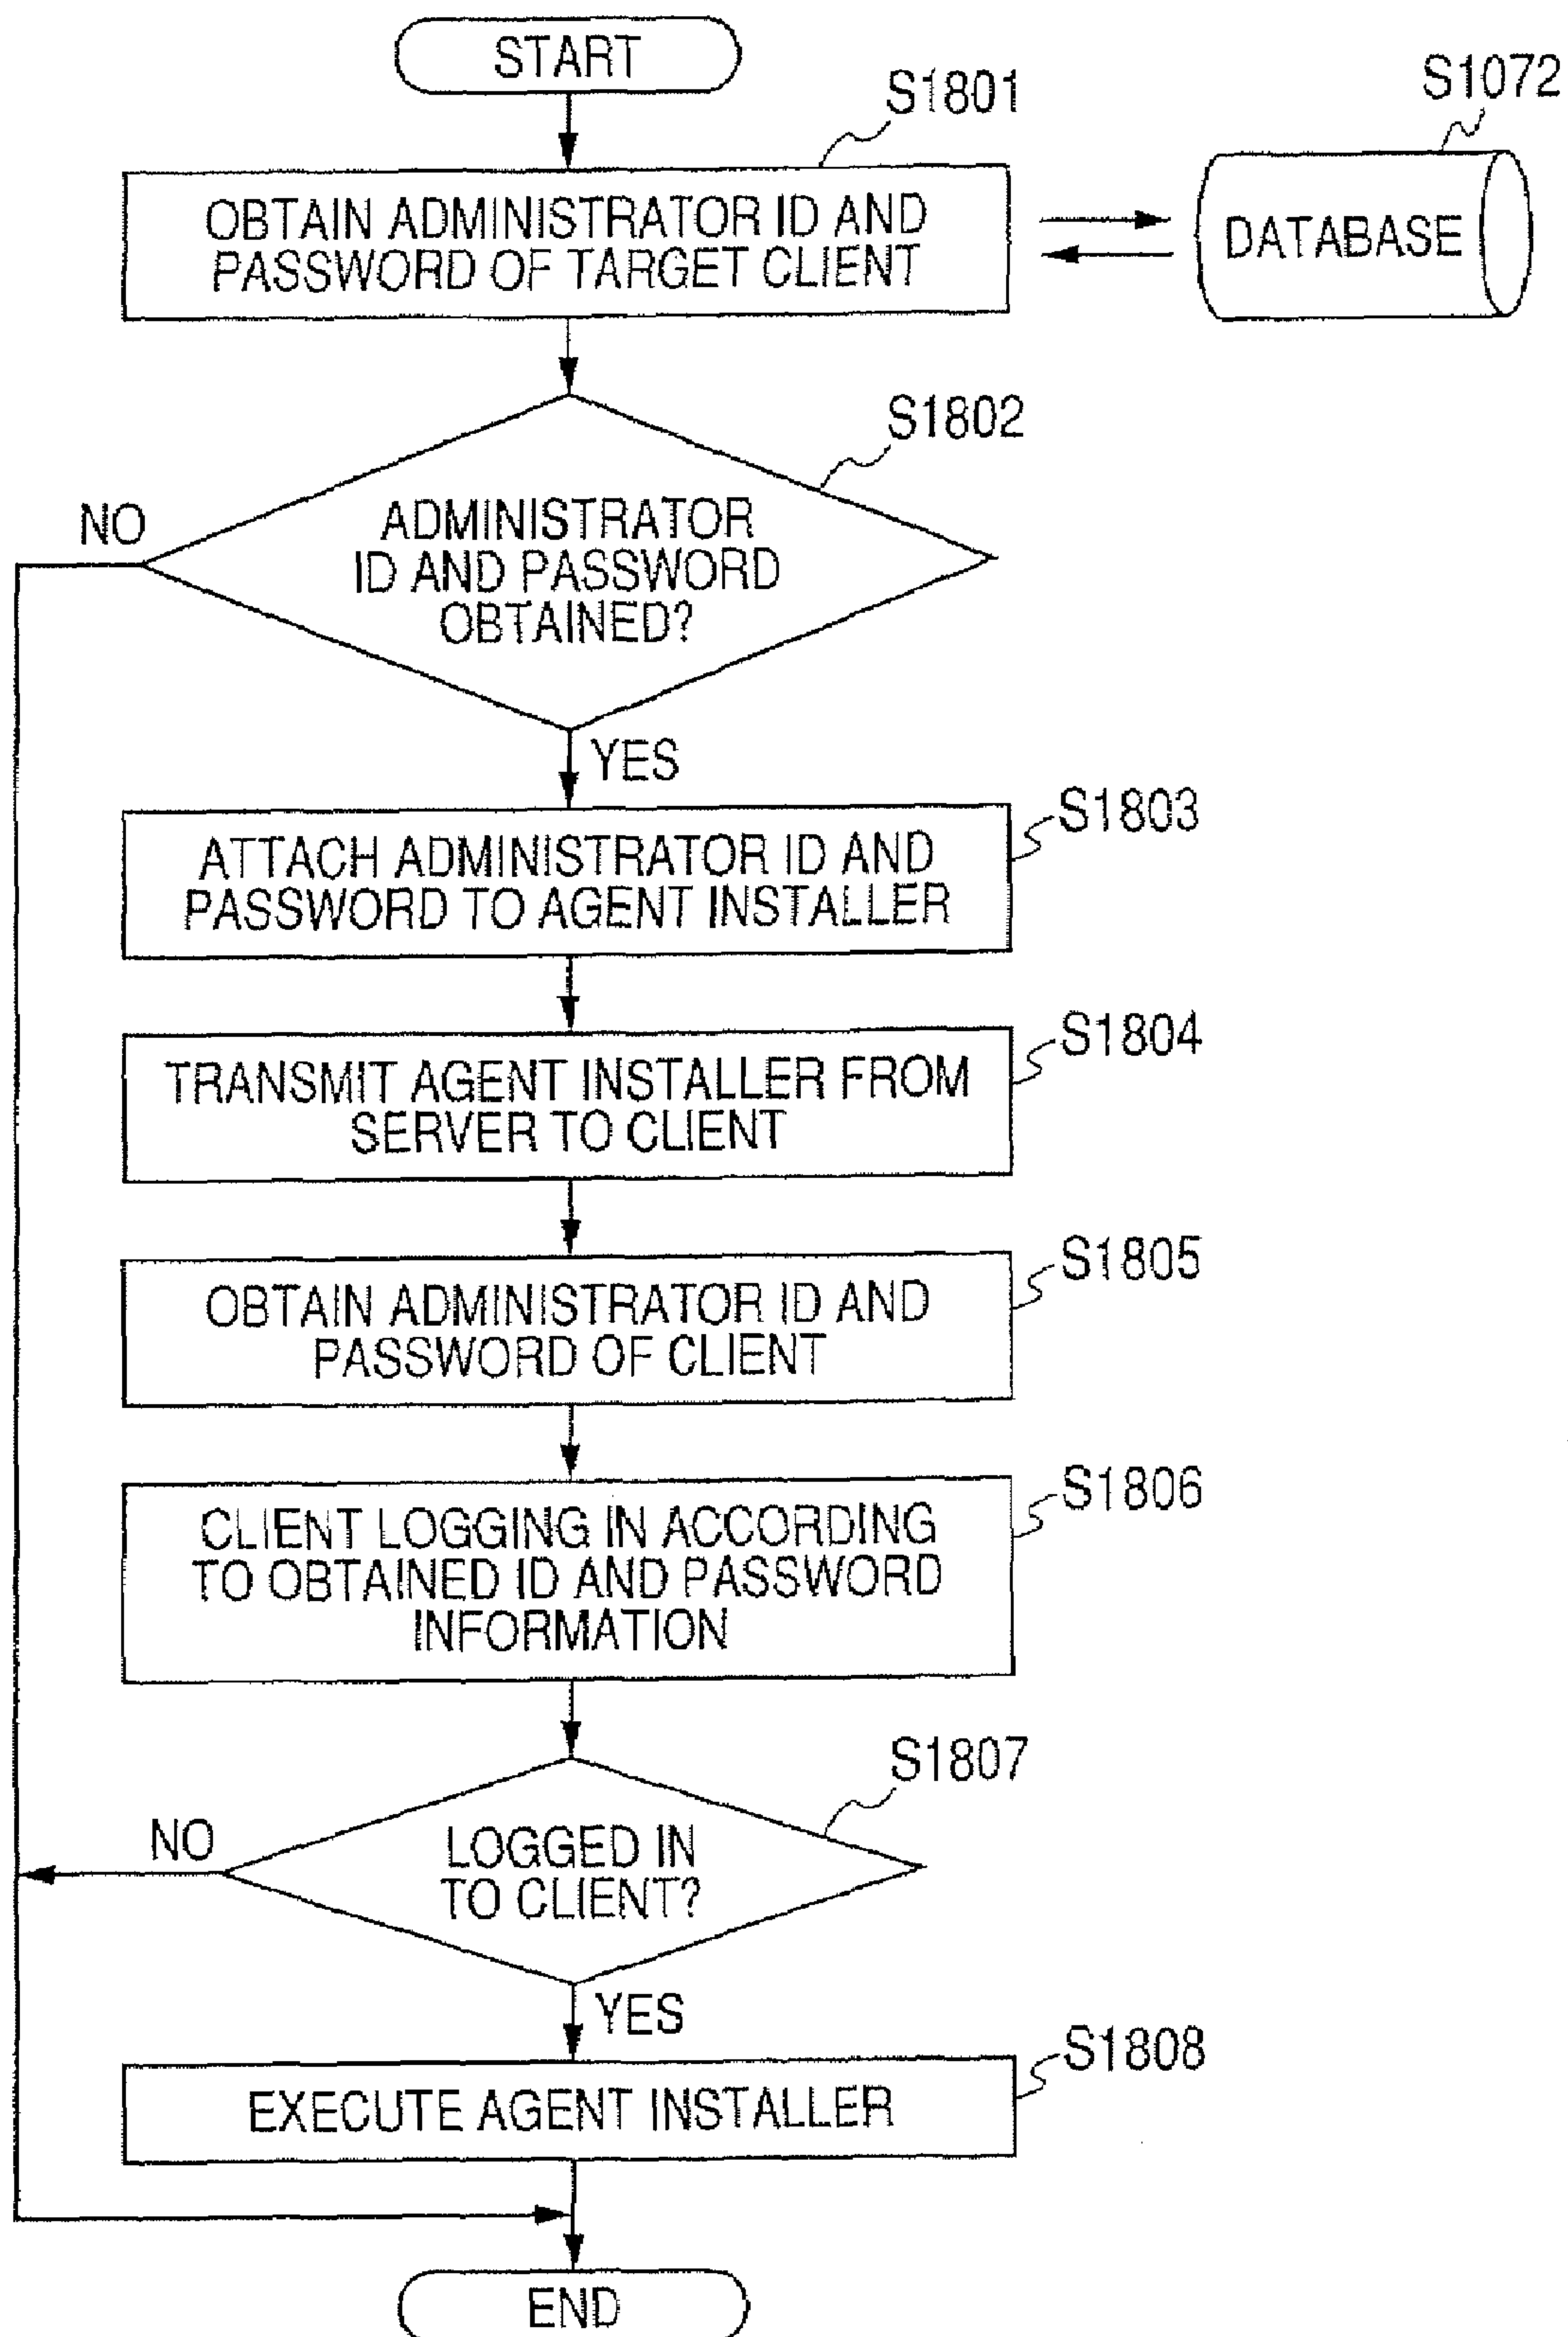 START
S1801
S1072
OBTAIN ADMINISTRATOR ID AND
PASSWORD OF TARGET CLIENT
DATABASE
S1802
NO
ADMINISTRATOR
ID AND PASSWORD
OBTAINED?
YES
S1803
ATTACH ADMINISTRATOR ID AND
PASSWORD TO AGENT INSTALLER
S1804
TRANSMIT AGENT INSTALLER FROM
SERVER TO CLIENT
S1805
OBTAIN ADMINISTRATOR ID AND
PASSWORD OF CLIENT
S1806
CLIENT LOGGING IN ACCORDING
TO OBTAINED ID AND PASSWORD
INFORMATION
S1807
NO
LOGGED IN
TO CLIENT?
YES
S1808
EXECUTE AGENT INSTALLER
END